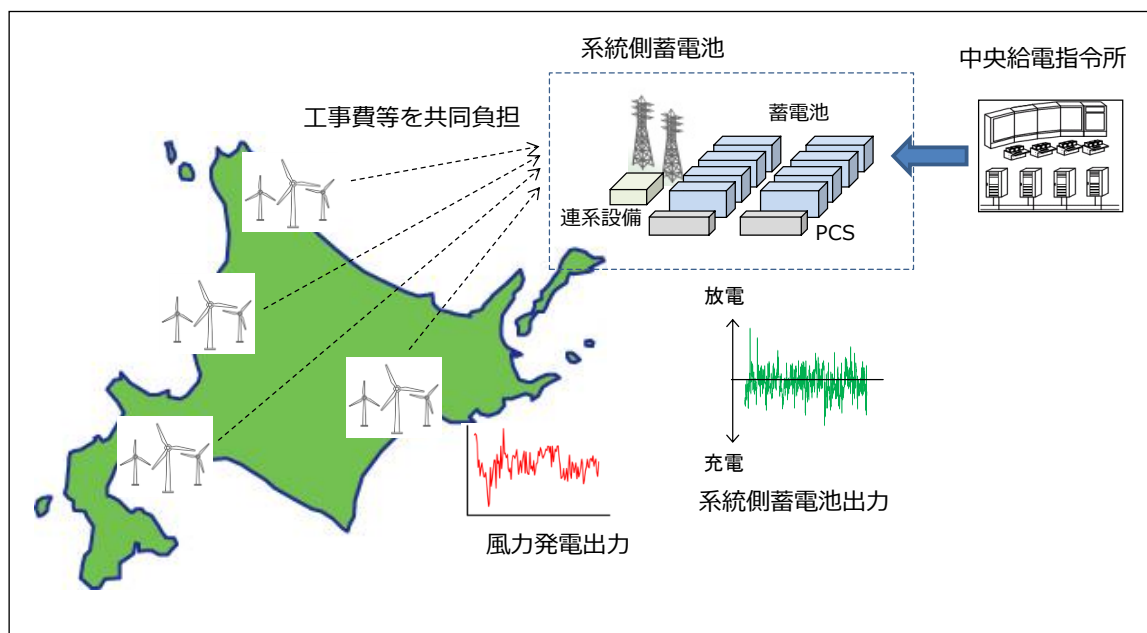 系統側蓄電池
中央給電指令所
工事費等を共同負担
蓄電池
連系設備
PCS
放電
充電
系統側蓄電池出力
風力発電出力